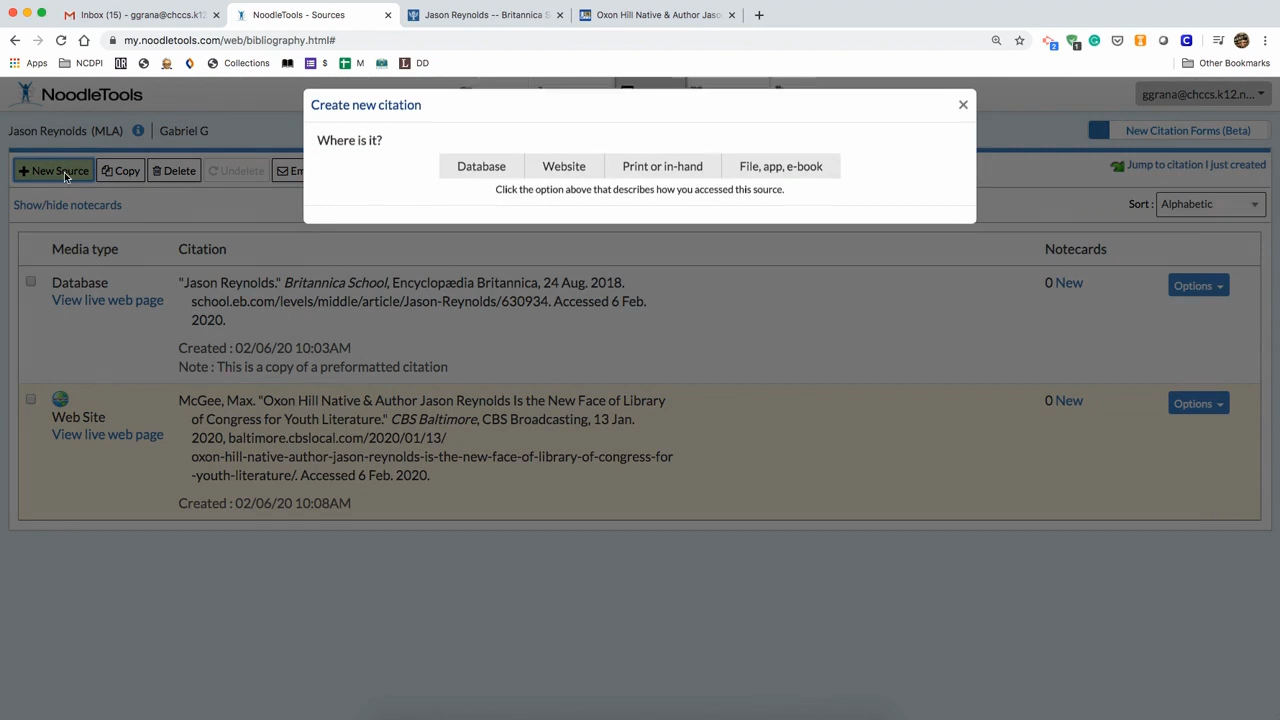 Inbox (15) - ggrana@chccs.k12
NoodleTools - Sources
Jason Reynolds -- Britannica S
Oxon Hill Native & Author Jaso
my.noodletools.com/web/bibliography.html#
Apps
NCDPI
Collections
M
DD
Other Bookmarks
NoodleTools
ggrana@chccs.k12.n...
Create new citation
Where is it?
Database
Website
Print or in-hand
File, app, e-book
Click the option above that describes how you accessed this source.
Jason Reynolds (MLA)
Gabriel G
New Citation Forms (Beta)
New Source
Copy
Delete
Undelete
Em
Jump to citation I just created
Show/hide notecards
Sort :
Alphabetic
Media type
Citation
Notecards
Database
View live web page
"Jason Reynolds." Britannica School, Encyclopædia Britannica, 24 Aug. 2018.
school.eb.com/levels/middle/article/Jason-Reynolds/630934. Accessed 6 Feb.
2020.
0 New
Options
Created : 02/06/20 10:03AM
Note : This is a copy of a preformatted citation
Web Site
View live web page
McGee, Max. "Oxon Hill Native & Author Jason Reynolds Is the New Face of Library
of Congress for Youth Literature." CBS Baltimore, CBS Broadcasting, 13 Jan.
2020, baltimore.cbslocal.com/2020/01/13/
oxon-hill-native-author-jason-reynolds-is-the-new-face-of-library-of-congress-for
-youth-literature/. Accessed 6 Feb. 2020.
0 New
Options
Created : 02/06/20 10:08AM